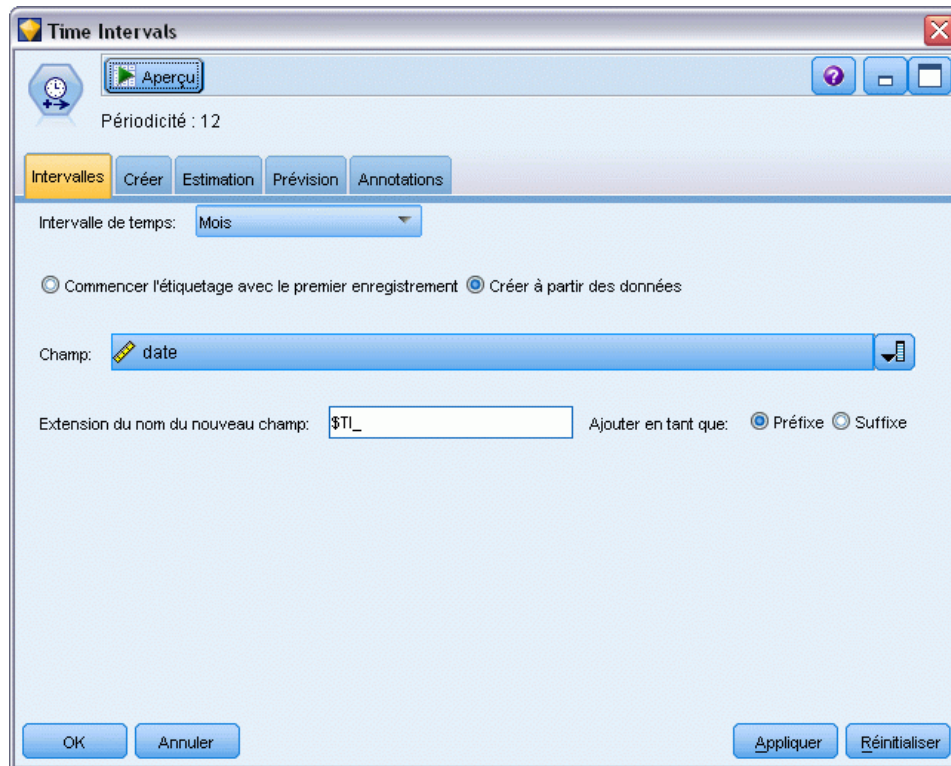 Time Intervals
Aperçu
Périodicité : 12
Intervalles Créer Estimation Prévision Annotations
Intervalle de temps: Mois
Commencer l'étiquetage avec le premier enregistrement Créer à partir des données
Champ: date
Extension du nom du nouveau champ: $TI_ Ajouter en tant que: Préfixe Suffixe
OK Annuler Appliquer Réinitialiser